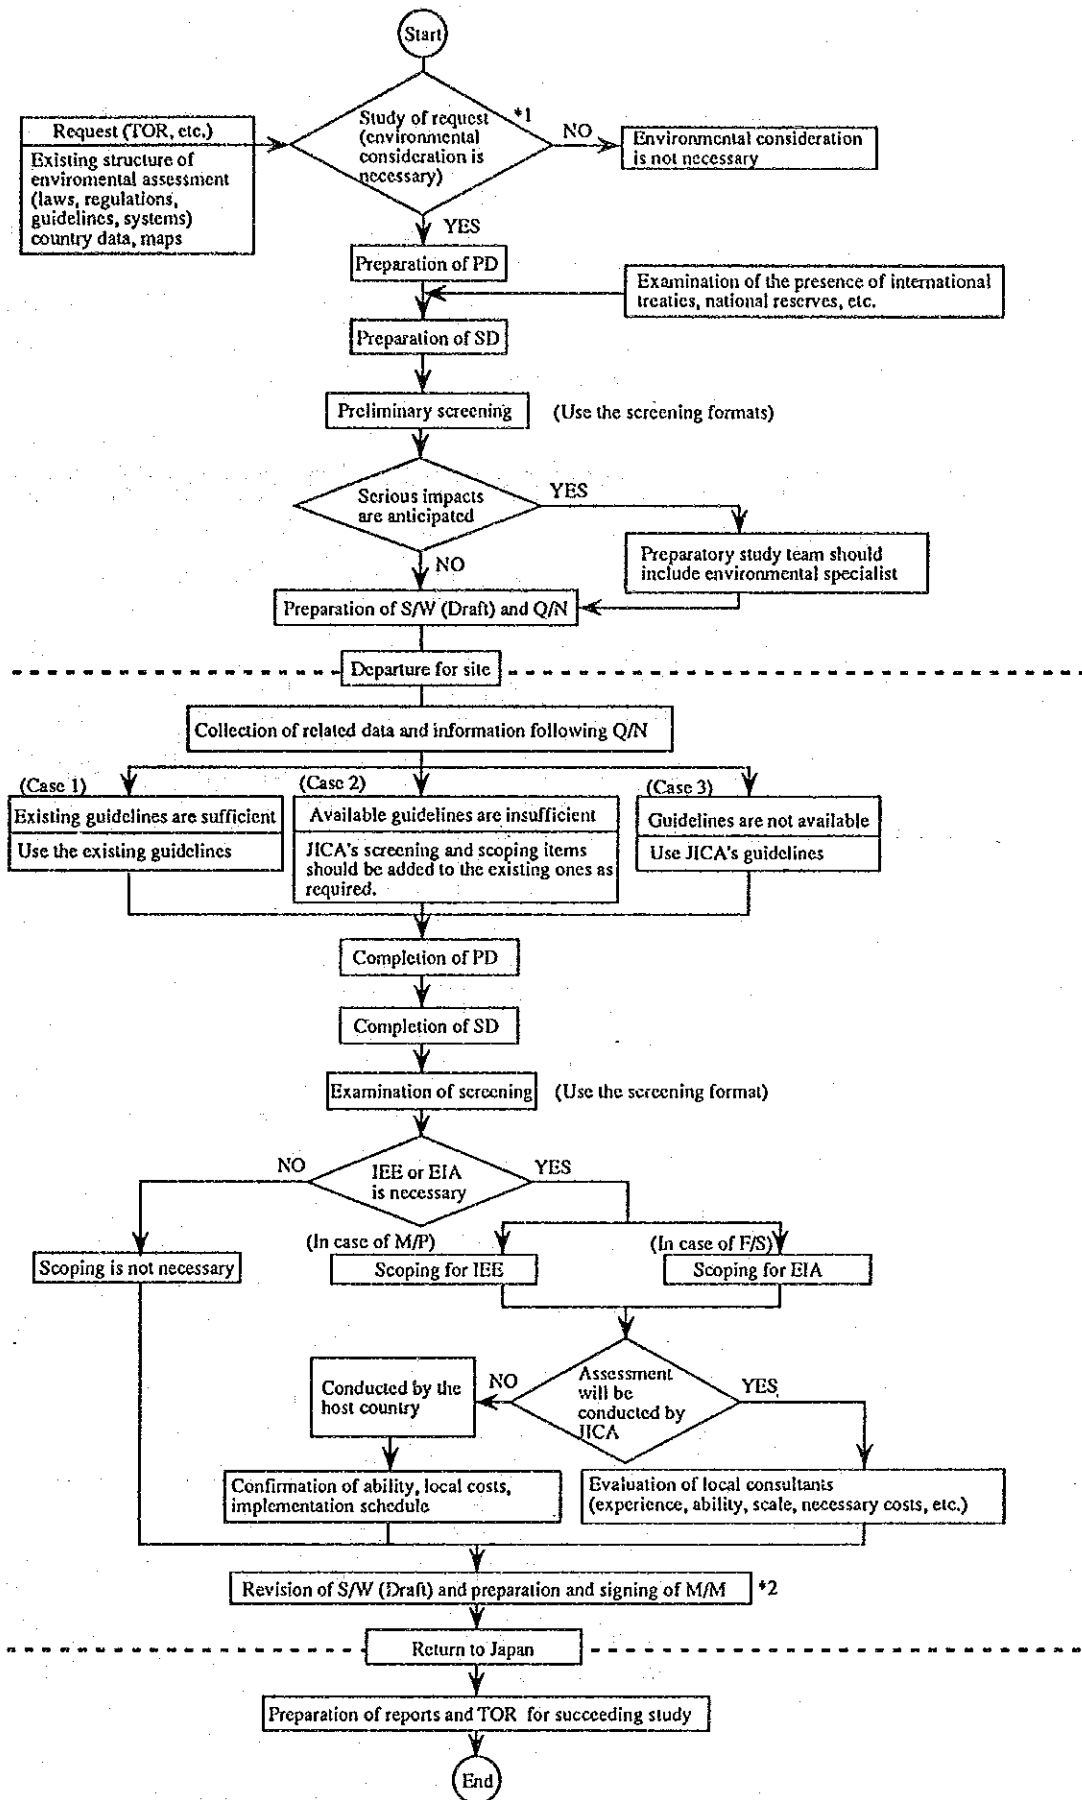 Start
Study of request *1
(environmental
consideration is
necessary)
Request (TOR, etc.)
Existing structure of
enviromental assessment
(laws, regulations,
guidelines, systems)
country data, maps
NO
Environmental consideration
is not necessary
YES
Preparation of PD
Examination of the presence of international
treaties, national reserves, etc.
Preparation of SD
Preliminary screening
(Use the screening formats)
Serious impacts
are anticipated
YES
Preparatory study team should
include environmental specialist
NO
Preparation of S/W (Draft) and Q/N
Departure for site
Collection of related data and information following Q/N
(Case 1)
Existing guidelines are sufficient
Use the existing guidelines
(Case 2)
Available guidelines are insufficient
JICA's screening and scoping items
should be added to the existing ones as
required.
(Case 3)
Guidelines are not available
Use JICA's guidelines
Completion of PD
Completion of SD
Examination of screening
(Use the screening format)
NO
IEE or EIA
is necessary
YES
Scoping is not necessary
(In case of M/P)
Scoping for IEE
(In case of F/S)
Scoping for EIA
Conducted by the
host country
NO
Assessment
will be
conducted by
JICA
YES
Confirmation of ability, local costs,
implementation schedule
Evaluation of local consultants
(experience, ability, scale, necessary costs, etc.)
Revision of S/W (Draft) and preparation and signing of M/M *2
Return to Japan
Preparation of reports and TOR for succeeding study
End